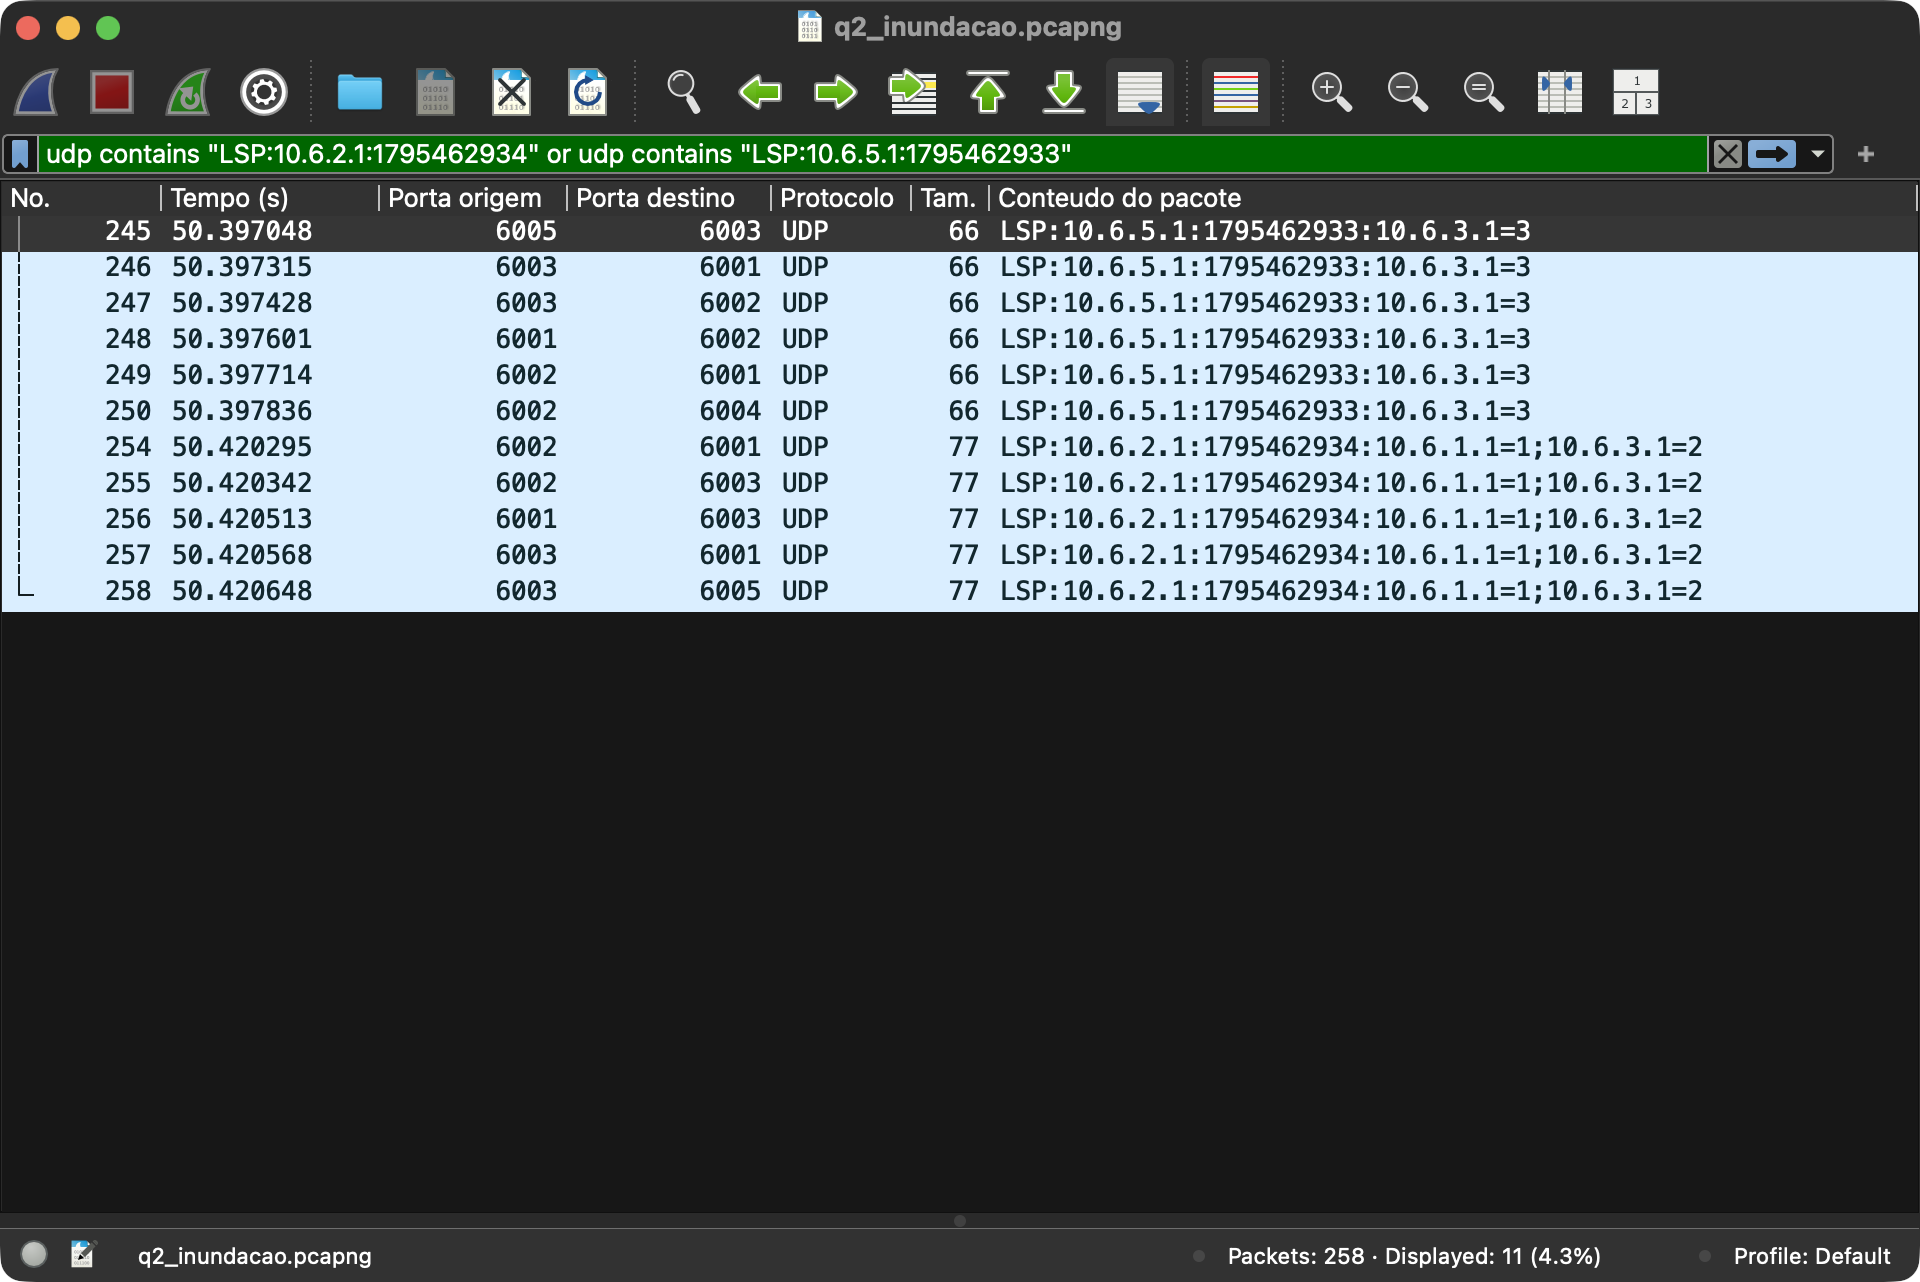 q2_inundacao.pcapng
1
2 3
udp contains "LSP:10.6.2.1:1795462934" or udp contains "LSP:10.6.5.1:1795462933"
No. Tempo (s) Porta origem Porta destino Protocolo Tam. Conteudo do pacote
245 50.397048 6005 6003 UDP 66 LSP:10.6.5.1:1795462933:10.6.3.1=3
246 50.397315 6003 6001 UDP 66 LSP:10.6.5.1:1795462933:10.6.3.1=3
247 50.397428 6003 6002 UDP 66 LSP:10.6.5.1:1795462933:10.6.3.1=3
248 50.397601 6001 6002 UDP 66 LSP:10.6.5.1:1795462933:10.6.3.1=3
249 50.397714 6002 6001 UDP 66 LSP:10.6.5.1:1795462933:10.6.3.1=3
250 50.397836 6002 6004 UDP 66 LSP:10.6.5.1:1795462933:10.6.3.1=3
254 50.420295 6002 6001 UDP 77 LSP:10.6.2.1:1795462934:10.6.1.1=1;10.6.3.1=2
255 50.420342 6002 6003 UDP 77 LSP:10.6.2.1:1795462934:10.6.1.1=1;10.6.3.1=2
256 50.420513 6001 6003 UDP 77 LSP:10.6.2.1:1795462934:10.6.1.1=1;10.6.3.1=2
257 50.420568 6003 6001 UDP 77 LSP:10.6.2.1:1795462934:10.6.1.1=1;10.6.3.1=2
258 50.420648 6003 6005 UDP 77 LSP:10.6.2.1:1795462934:10.6.1.1=1;10.6.3.1=2
q2_inundacao.pcapng Packets: 258 · Displayed: 11 (4.3%) Profile: Default